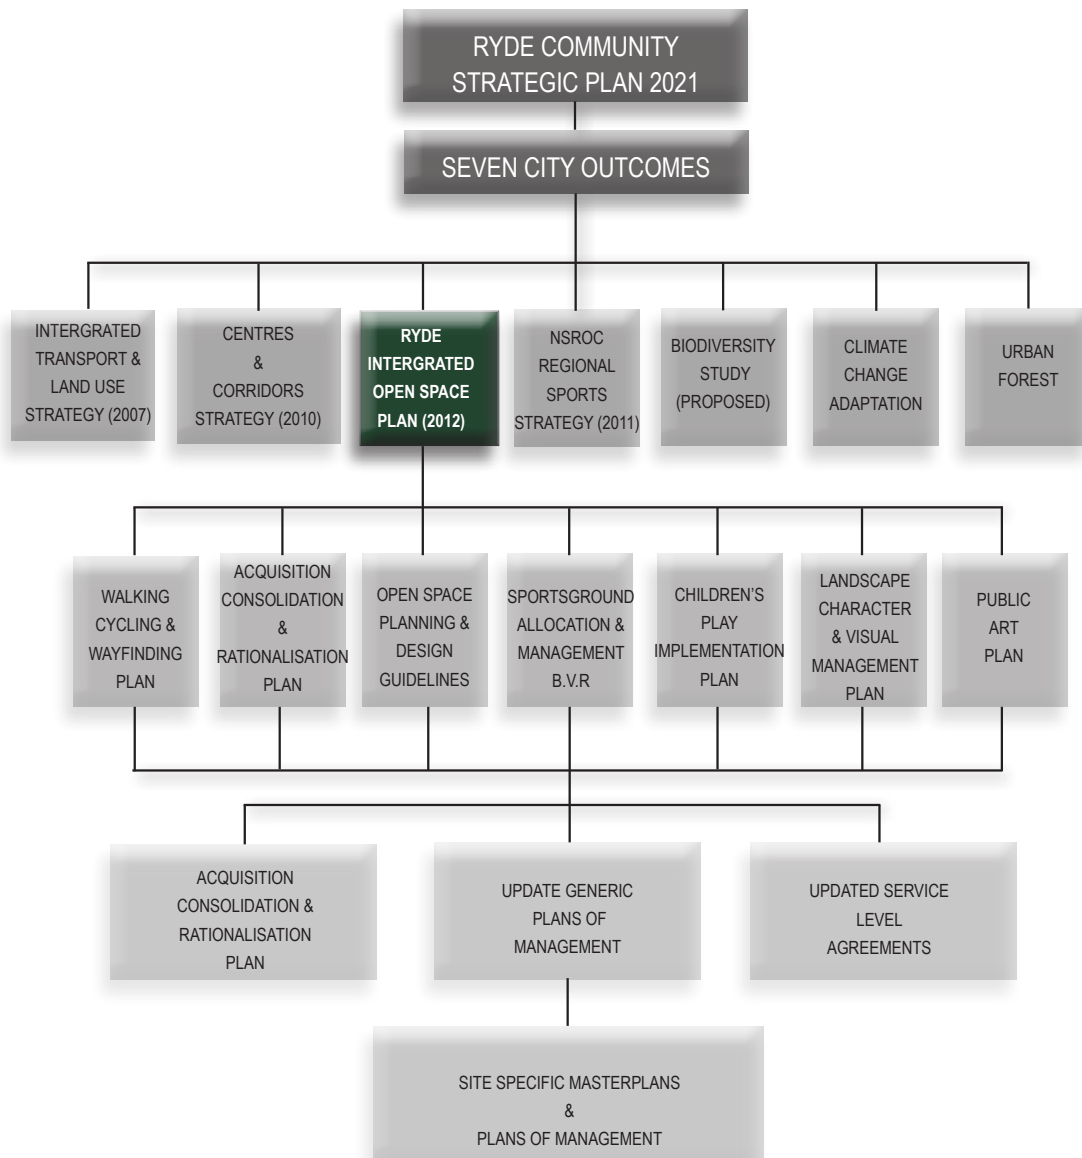 RYDE COMMUNITY
STRATEGIC PLAN 2021
SEVEN CITY OUTCOMES
INTERGRATED
TRANSPORT &
LAND USE
STRATEGY (2007)
CENTRES
&
CORRIDORS
STRATEGY (2010)
RYDE
INTERGRATED
OPEN SPACE
PLAN (2012)
NSROC
REGIONAL
SPORTS
STRATEGY (2011)
BIODIVERSITY
STUDY
(PROPOSED)
CLIMATE
CHANGE
ADAPTATION
URBAN
FOREST
WALKING
CYCLING &
WAYFINDING
PLAN
ACQUISITION
CONSOLIDATION
&
RATIONALISATION
PLAN
OPEN SPACE
PLANNING &
DESIGN
GUIDELINES
SPORTSGROUND
ALLOCATION &
MANAGEMENT
B.V.R
CHILDREN'S
PLAY
IMPLEMENTATION
PLAN
LANDSCAPE
CHARACTER
& VISUAL
MANAGEMENT
PLAN
PUBLIC
ART
PLAN
ACQUISITION
CONSOLIDATION &
RATIONALISATION
PLAN
UPDATE GENERIC
PLANS OF
MANAGEMENT
UPDATED SERVICE
LEVEL
AGREEMENTS
SITE SPECIFIC MASTERPLANS
&
PLANS OF MANAGEMENT